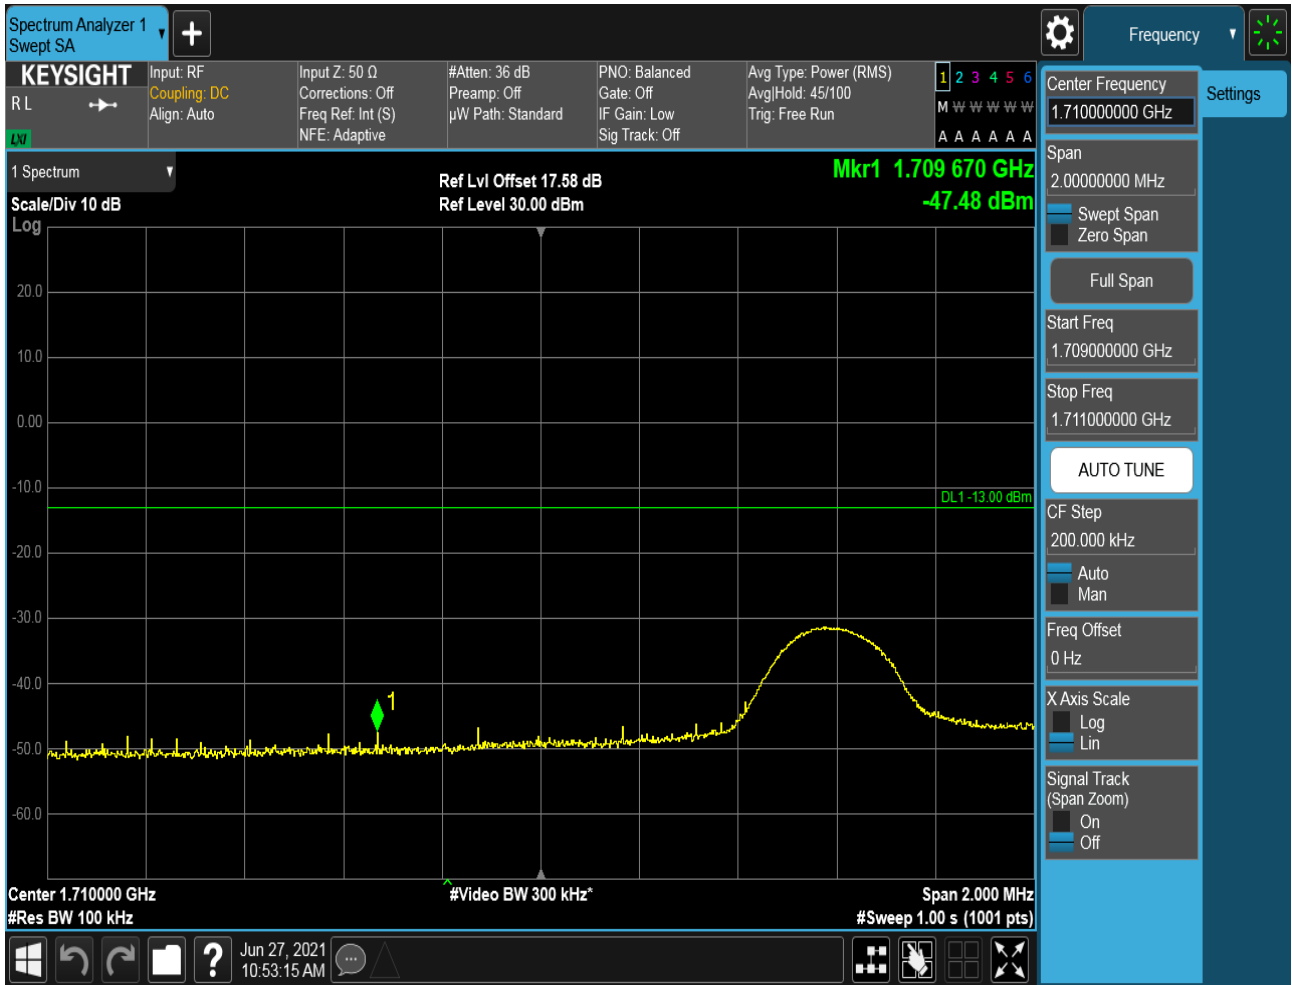 Spectrum Analyzer 1
Swept SA
Frequency
KEYSIGHT
R L
LXI
Input: RF
Coupling: DC
Align: Auto
Input Z: 50 Ω
Corrections: Off
Freq Ref: Int (S)
NFE: Adaptive
#Atten: 36 dB
Preamp: Off
µW Path: Standard
PNO: Balanced
Gate: Off
IF Gain: Low
Sig Track: Off
Avg Type: Power (RMS)
Avg|Hold: 45/100
Trig: Free Run
1 2 3 4 5 6
M W W W W W
A A A A A A
1 Spectrum
Scale/Div 10 dB
Log
Ref Lvl Offset 17.58 dB
Ref Level 30.00 dBm
Mkr1 1.709 670 GHz
-47.48 dBm
20.0
10.0
0.00
-10.0
-20.0
-30.0
-40.0
-50.0
-60.0
DL1 -13.00 dBm
1
Center 1.710000 GHz
#Res BW 100 kHz
#Video BW 300 kHz*
Span 2.000 MHz
#Sweep 1.00 s (1001 pts)
Center Frequency
1.710000000 GHz
Settings
Span
2.00000000 MHz
Swept Span
Zero Span
Full Span
Start Freq
1.709000000 GHz
Stop Freq
1.711000000 GHz
AUTO TUNE
CF Step
200.000 kHz
Auto
Man
Freq Offset
0 Hz
X Axis Scale
Log
Lin
Signal Track
(Span Zoom)
On
Off
?
Jun 27, 2021
10:53:15 AM